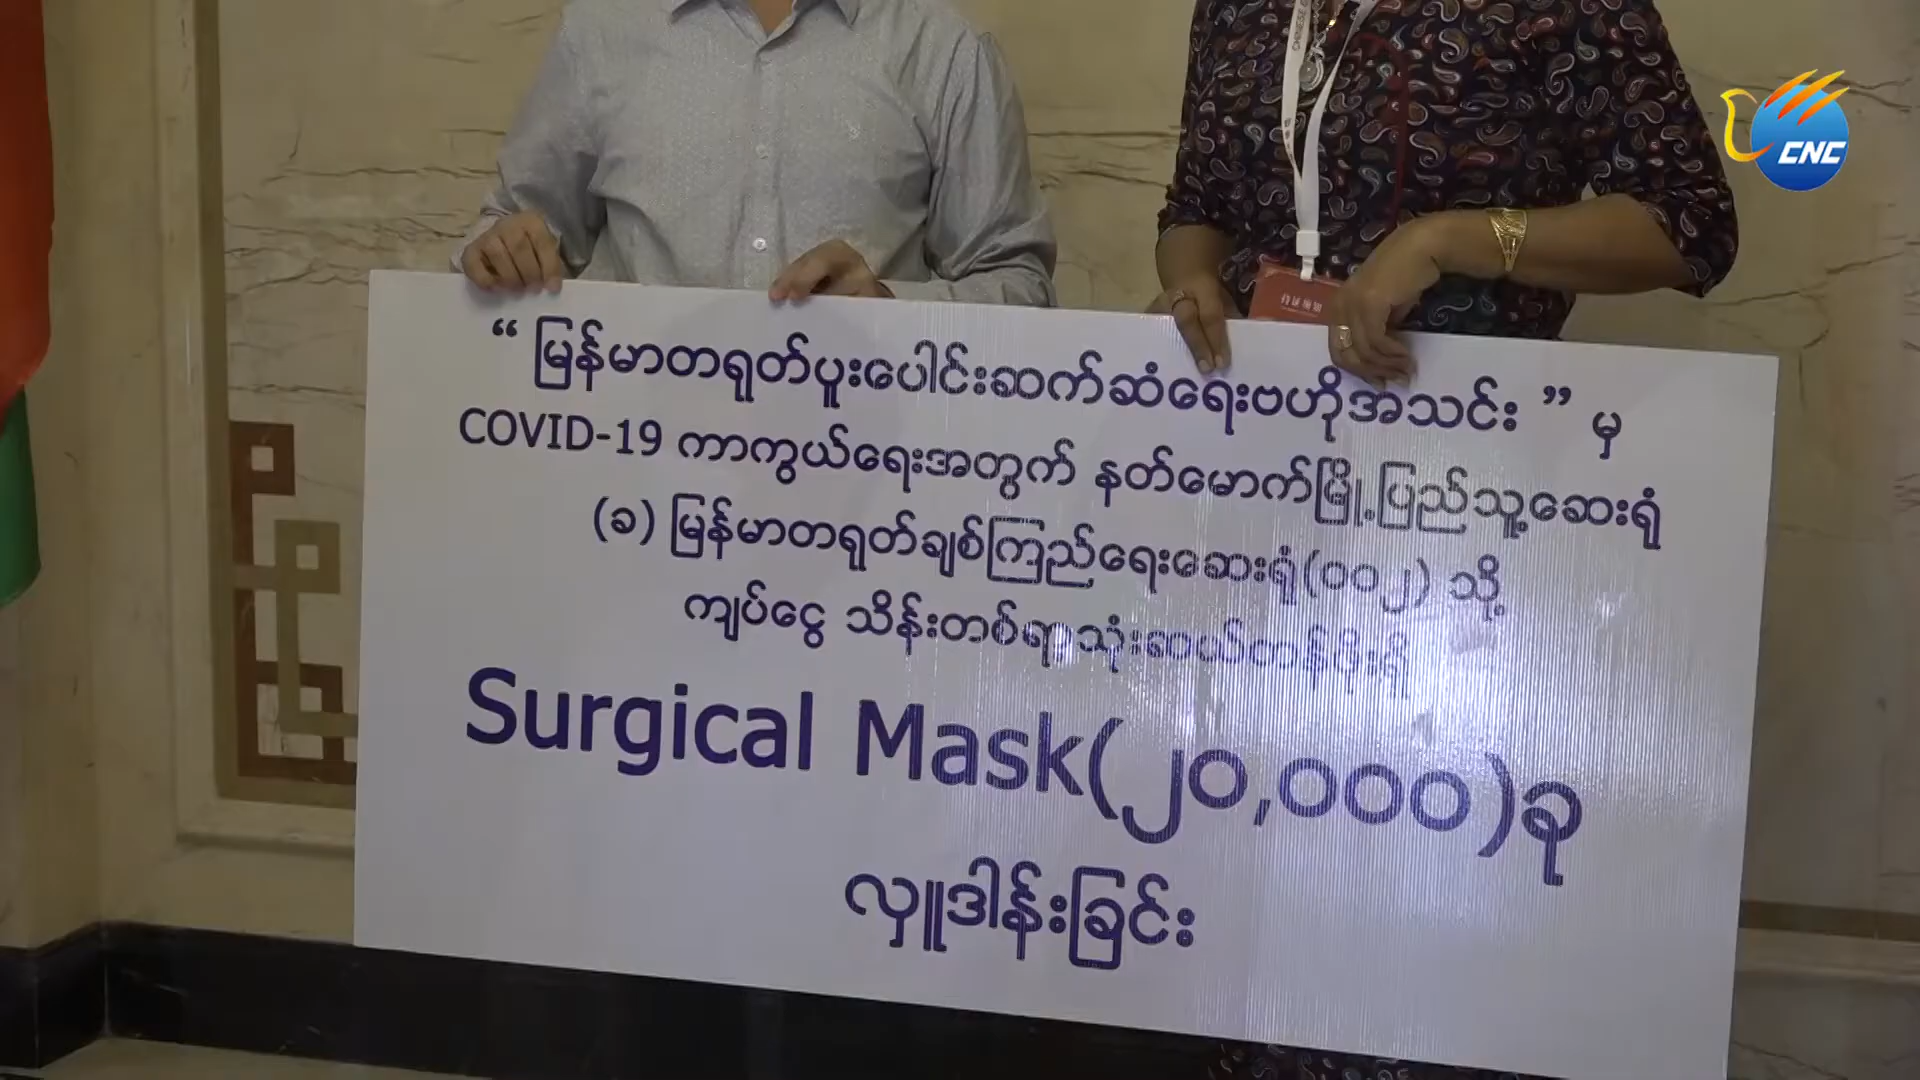 CNC
“ မြန်မာတရုတ်ပူးပေါင်းဆက်ဆံရေးဗဟိုအသင်း ” မှ
COVID-19 ကာကွယ်ရေးအတွက် နတ်မောက်မြို့ပြည်သူ့ဆေးရုံ
(ခ) မြန်မာတရုတ်ချစ်ကြည်ရေးဆေးရုံ(၀၀၂) သို့
ကျပ်ငွေ သိန်းတစ်ရာ့သုံးဆယ်တန်ဖိုးရှိ
Surgical Mask(၂၀,၀၀၀)ခု
လှူဒါန်းခြင်း